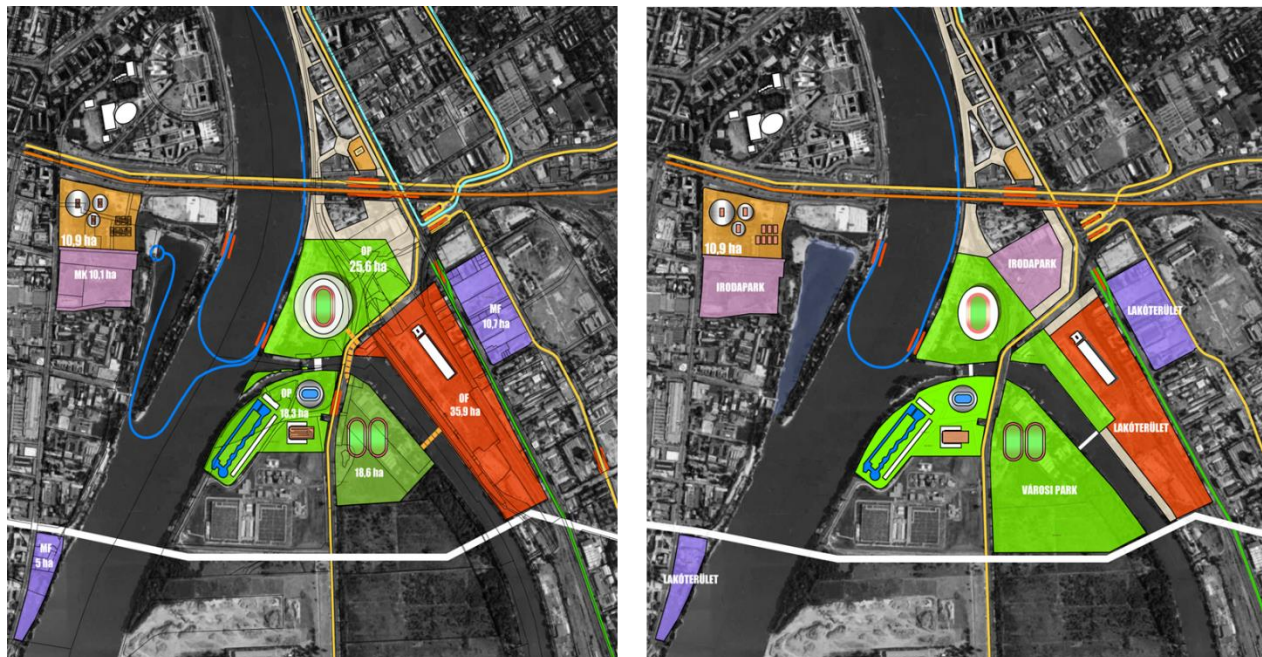 10,9 ha
MK 10,1 ha
OP
25,6 ha
MF
10,7 ha
OP
18,3 ha
OF
35,9 ha
18,6 ha
MF
5 ha
10,9 ha
IRODAPARK
IRODAPARK
LAKÓTERÜLET
LAKÓTERÜLET
VÁROSI PARK
LAKÓTERÜLET